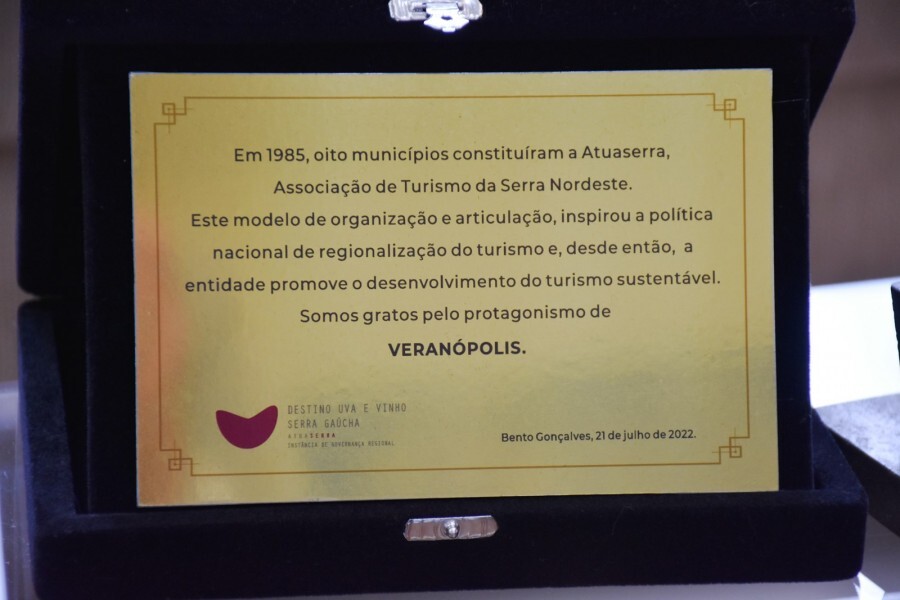 Em 1985, oito municípios constituíram a Atuaserra,
Associação de Turismo da Serra Nordeste.
Este modelo de organização e articulação, inspirou a política
nacional de regionalização do turismo e, desde então, a
entidade promove o desenvolvimento do turismo sustentável.
Somos gratos pelo protagonismo de
VERANÓPOLIS.
DESTINO UVA E VINHO
SERRA GAÚCHA
ATUASERRA
INSTÂNCIA DE GOVERNANÇA REGIONAL
Bento Gonçalves, 21 de julho de 2022.